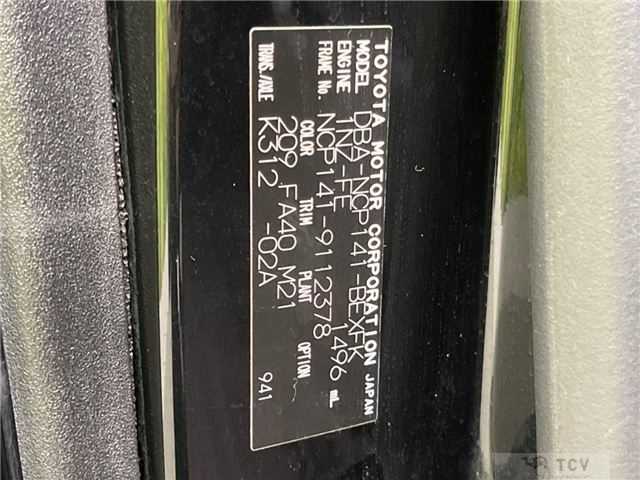 TOYOTA MOTOR CORPORATION JAPAN
MODEL DBA-NCP141-BEXFK
ENGINE 1NZ-FE 1496 mL
FRAME No. NCP141-9112378
COLOR TRIM PLANT OPTION
209 FA40 M21
TRANS./AXLE K312 -02A 941
TCV